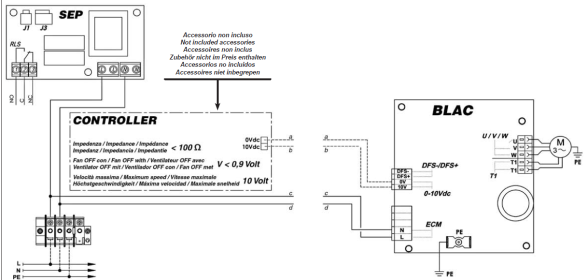 SEP
J1 J3
RLS
L L N N
NO C NC
Accessorio non incluso
Not included accessories
Accessoires non inclus
Zubehör nicht im Preis enthalten
Accessorios no incluidos
Accessoires niet inbegrepen
CONTROLLER
Impedenza / Impedance / Impedance
Impedanz / Impedancia / Impedantie
< 100 Ω
0Vdc
10Vdc
Fan OFF con / Fan OFF with / Ventilateur OFF avec
Ventilator OFF mit / Ventilador OFF con / Fan OFF met
V < 0,9 Volt
Velocità massima / Maximum speed / Vitesse maximale
Höchstgeschwindigkeit / Máxima velocidad / Maximale snelheid
10 Volt
a a
b b
c c
d d
BLAC
U / V / W
U
V
W
T1
T1
T1
M
3~
PE
DFS-/DFS+
DFS-
DFS+
0V
10V
0-10Vdc
ECM
N
L
PE
PE
L
N
PE